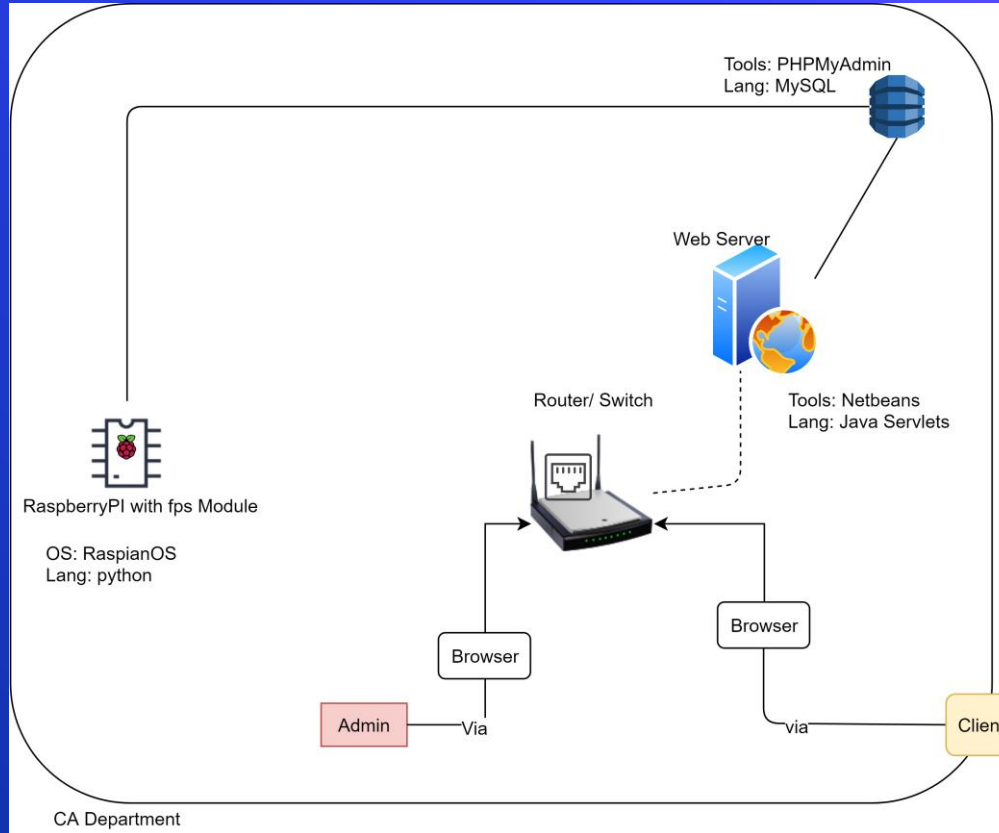 Tools: PHPMyAdmin
Lang: MySQL
Web Server
Tools: Netbeans
Lang: Java Servlets
Router/ Switch
RaspberryPI with fps Module
OS: RaspianOS
Lang: python
Browser
Browser
Admin
Via
via
Clien
CA Department